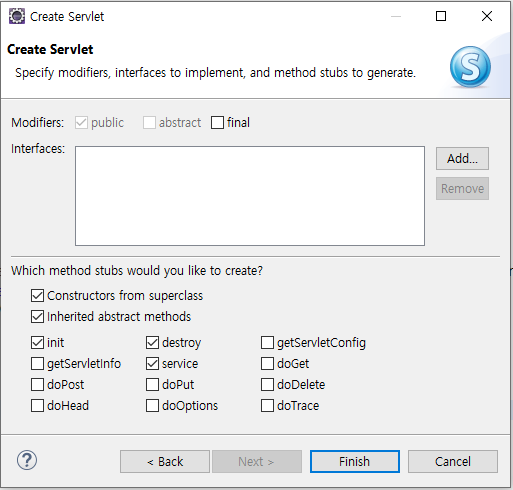 Create Servlet
Create Servlet
Specify modifiers, interfaces to implement, and method stubs to generate.
S
Modifiers: public abstract final
Interfaces:
Add...
Remove
Which method stubs would you like to create?
Constructors from superclass
Inherited abstract methods
init destroy getServletConfig
getServletInfo service doGet
doPost doPut doDelete
doHead doOptions doTrace
? < Back Next > Finish Cancel